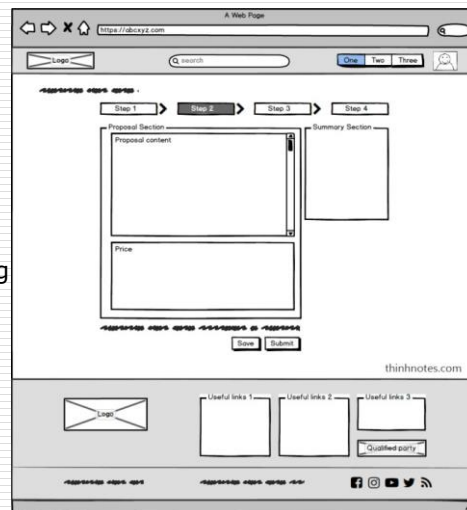 A Web Page
https://abcxyz.com
Logo
search
One Two Three
Step 1 Step 2 Step 3 Step 4
Proposal Section
Summary Section
Proposal content
g
Price
Save Submit
thinhnotes.com
Logo
Useful links 1 Useful links 2 Useful links 3
Qualified party